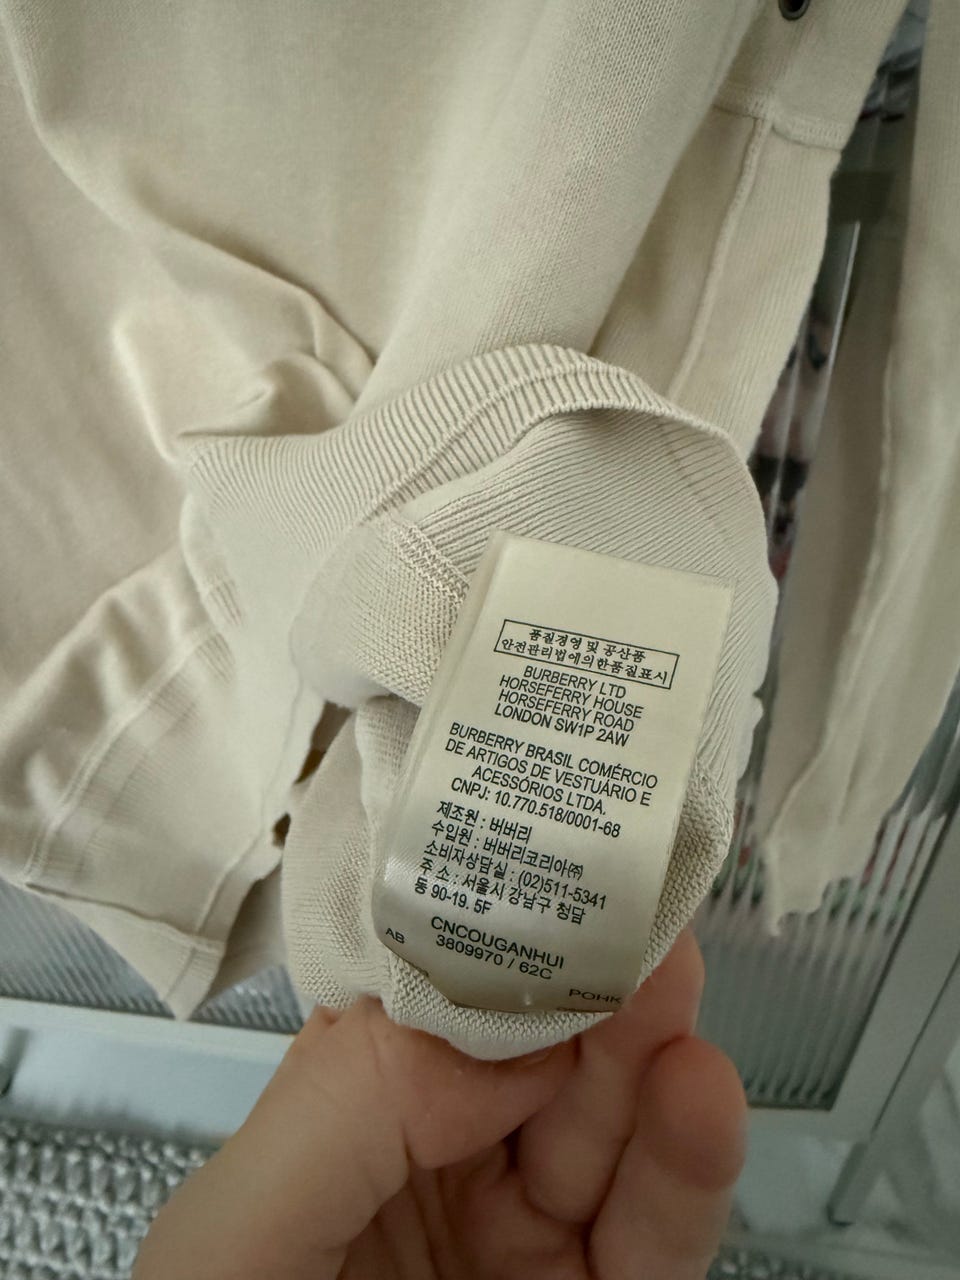 품질경영 및 공산품
안전관리법에의한품질표시
BURBERRY LTD
HORSEFERRY HOUSE
HORSEFERRY ROAD
LONDON SW1P 2AW
BURBERRY BRASIL COMÉRCIO
DE ARTIGOS DE VESTUÁRIO E
ACESSÓRIOS LTDA.
CNPJ: 10.770.518/0001-68
제조원 : 버버리
수입원 : 버버리코리아㈜
소비자상담실 : (02)511-5341
주 소 : 서울시 강남구 청담
동 90-19. 5F
CNCOUGANHUI
3809970 / 62C
AB
POHK